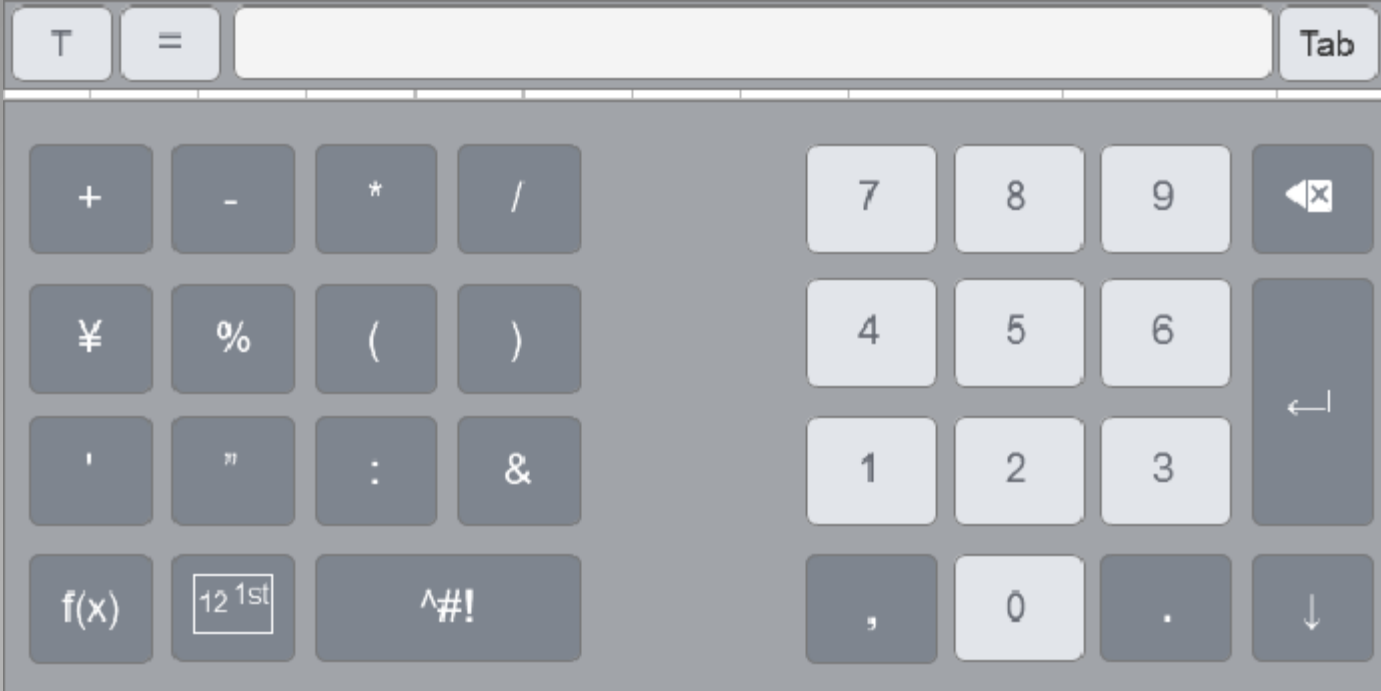 T = Tab
+ - * / 7 8 9
¥ % ( ) 4 5 6
' ” : & 1 2 3
f(x) 12 1st ^#! , 0 . ↓